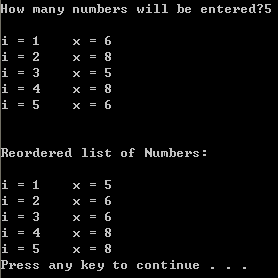 How many numbers will be entered?5
i = 1    x = 6
i = 2    x = 8
i = 3    x = 5
i = 4    x = 8
i = 5    x = 6
Reordered list of Numbers:
i = 1    x = 5
i = 2    x = 6
i = 3    x = 6
i = 4    x = 8
i = 5    x = 8
Press any key to continue . . .